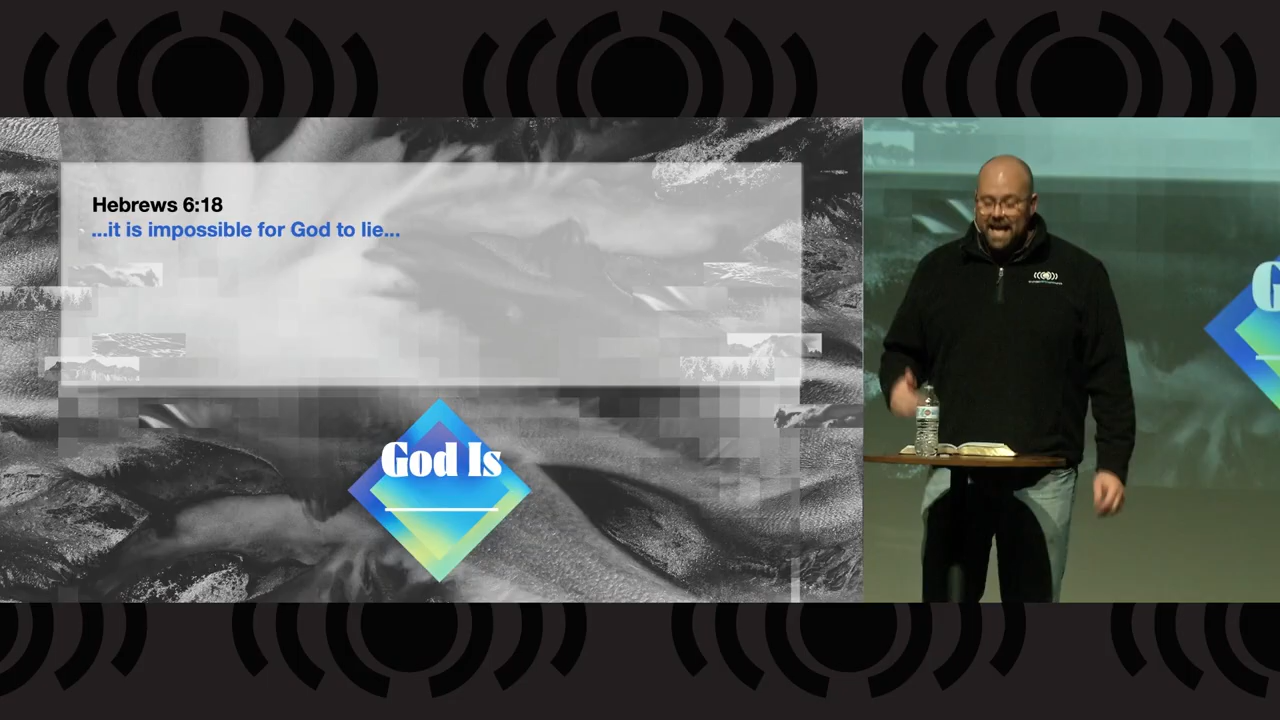 Hebrews 6:18
...it is impossible for God to lie...
God Is
G